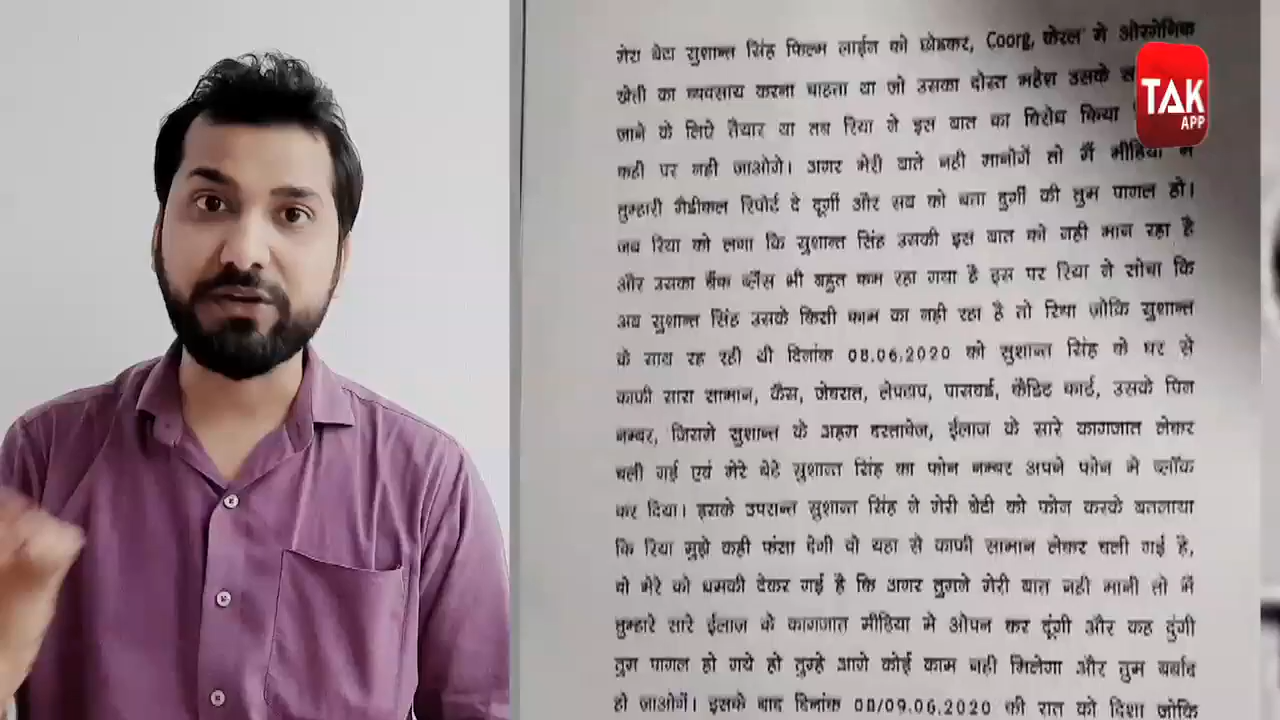 मेरा बेटा सुशान्त सिंह फिल्म लाईन को छोडकर, Coorg, केरल में ओरगेनिक
खेती का व्यवसाय करना चाहता था जो उसका दोस्त महेश उसके
जाने के लिऐ तैयार था तब रिया ने इस बात का विरोध किया
कही पर नही जाओगे। अगर मेरी बाते नही मानोगें तो मैं मीडिया में
तुम्हारी मैडीकल रिपोर्ट दे दूगीं और सब को बता दुगीं की तुम पागल हो।
जब रिया को लगा कि सुशान्त सिंह उसकी इस बात को नही मान रहा है
और उसका बैंक ब्लैंस भी बहुत कम रहा गया है इस पर रिया ने सोचा कि
अब सुशान्त सिंह उसके किसी काम का नही रहा है तो रिया जोकि सुशान्त
के साथ रह रही थी दिनांक 08.06.2020 को सुशान्त सिंह के घर से
काफी सारा सामान, कैस, जेवरात, लेपटाप, पासवर्ड, कैडिट कार्ट, उसके पिन
नम्बर, जिसमे सुशान्त के अहम दस्तावेज, ईलाज के सारे कागजात लेकर
चली गई एवं मेरे बेटे सुशान्त सिंह का फोन नम्बर अपने फोन मे ब्लॉक
कर दिया। इसके उपरान्त सुशान्त सिंह ने मेरी बेटी को फोन करके बतलाया
कि रिया मुझे कही फंसा देगी वो यहा से काफी सामान लेकर चली गई है,
वो मेरे को धमकी देकर गई है कि अगर तुमने मेरी बात नही मानी तो मैं
तुम्हारे सारे ईलाज के कागजात मीडिया मे ओपन कर दूंगी और कह दुंगी
तुम पागल हो गये हो तुम्हे आगे कोई काम नही मिलेगा और तुम बर्बाद
हो जाओगें। इसके बाद दिनांक 08/09.06.2020 की रात को दिशा जोकि
TAK
APP